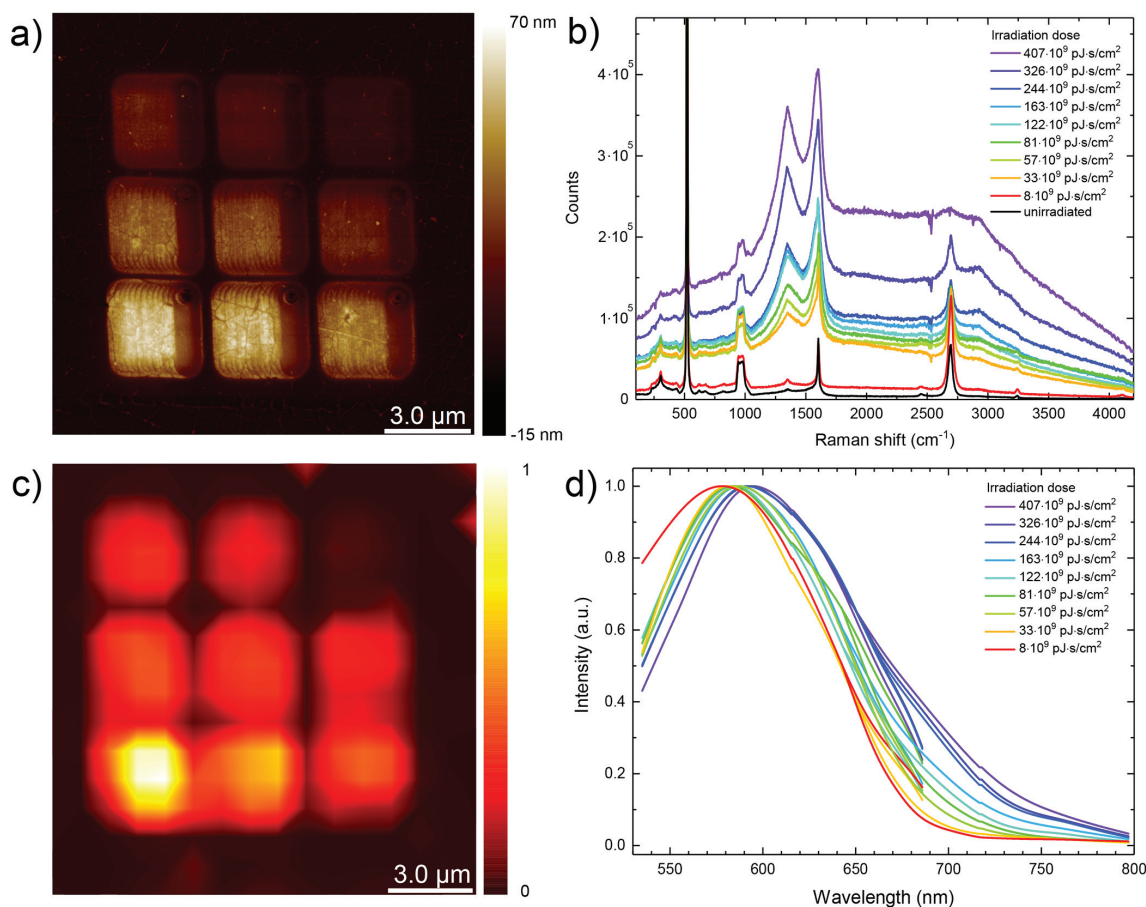 a)
70 nm
-15 nm
3.0 µm
b)
Irradiation dose
407·10⁹ pJ·s/cm²
326·10⁹ pJ·s/cm²
244·10⁹ pJ·s/cm²
163·10⁹ pJ·s/cm²
122·10⁹ pJ·s/cm²
81·10⁹ pJ·s/cm²
57·10⁹ pJ·s/cm²
33·10⁹ pJ·s/cm²
8·10⁹ pJ·s/cm²
unirradiated
Counts
4·10⁵
3·10⁵
2·10⁵
1·10⁵
0
500 1000 1500 2000 2500 3000 3500 4000
Raman shift (cm⁻¹)
c)
1
0
3.0 µm
d)
Irradiation dose
407·10⁹ pJ·s/cm²
326·10⁹ pJ·s/cm²
244·10⁹ pJ·s/cm²
163·10⁹ pJ·s/cm²
122·10⁹ pJ·s/cm²
81·10⁹ pJ·s/cm²
57·10⁹ pJ·s/cm²
33·10⁹ pJ·s/cm²
8·10⁹ pJ·s/cm²
Intensity (a.u.)
1.0
0.8
0.6
0.4
0.2
0.0
550 600 650 700 750 800
Wavelength (nm)